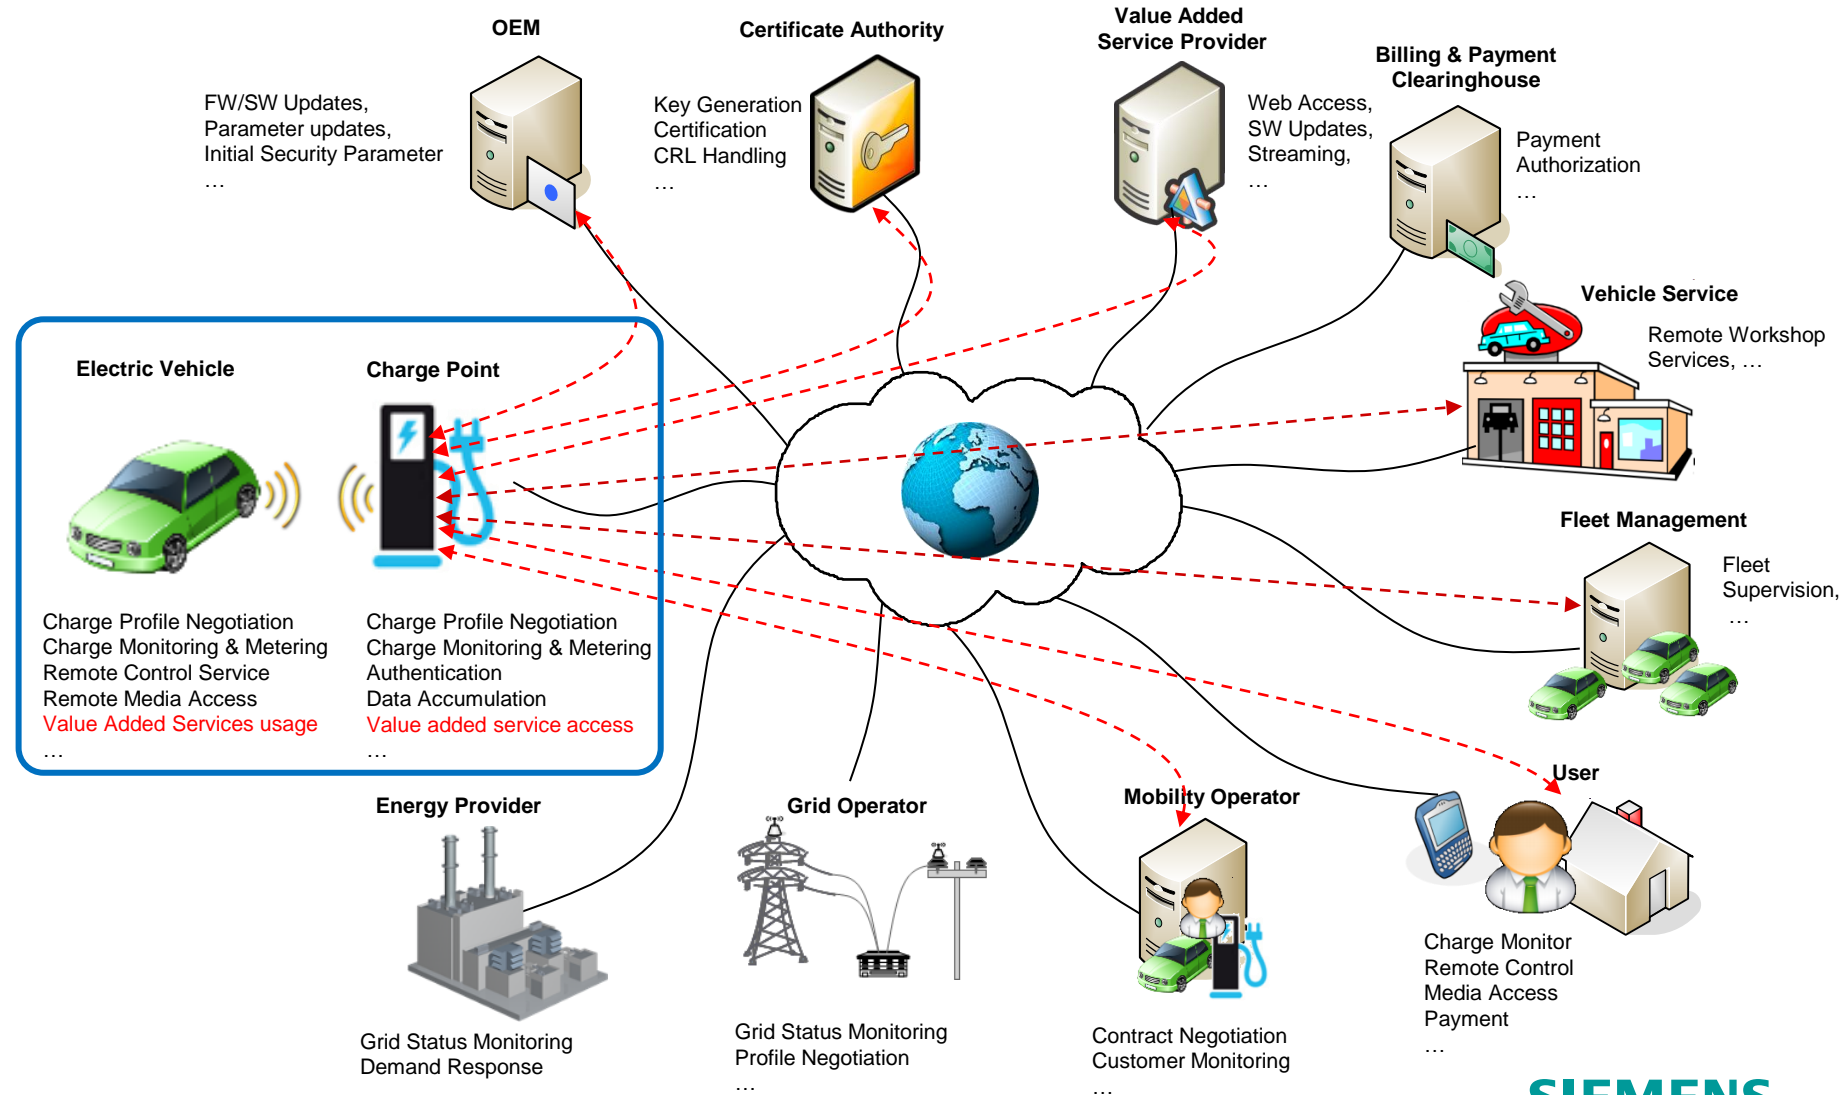 OEM
FW/SW Updates,
Parameter updates,
Initial Security Parameter
…
Certificate Authority
Key Generation
Certification
CRL Handling
…
Value Added
Service Provider
Web Access,
SW Updates,
Streaming,
…
Billing & Payment
Clearinghouse
Payment
Authorization
…
Vehicle Service
Remote Workshop
Services, …
Electric Vehicle
Charge Profile Negotiation
Charge Monitoring & Metering
Remote Control Service
Remote Media Access
Value Added Services usage
…
Charge Point
Charge Profile Negotiation
Charge Monitoring & Metering
Authentication
Data Accumulation
Value added service access
…
Fleet Management
Fleet
Supervision,
…
Energy Provider
Grid Status Monitoring
Demand Response
Grid Operator
Grid Status Monitoring
Profile Negotiation
…
Mobility Operator
Contract Negotiation
Customer Monitoring
…
User
Charge Monitor
Remote Control
Media Access
Payment
…
SIEMENS